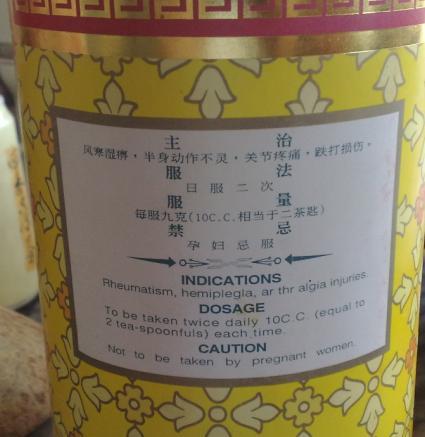 主 治
风寒湿痹，半身动作不灵，关节疼痛，跌打损伤。
服 法
日服二次
服 量
每服九克(10C.C.相当于二茶匙)
禁 忌
孕妇忌服
INDICATIONS
Rheumatism, hemiplegla, ar thr algia injuries.
DOSAGE
To be taken twice daily 10C.C. (equal to
2 tea-spoonfuls) each time.
CAUTION
Not to be taken by pregnant women.